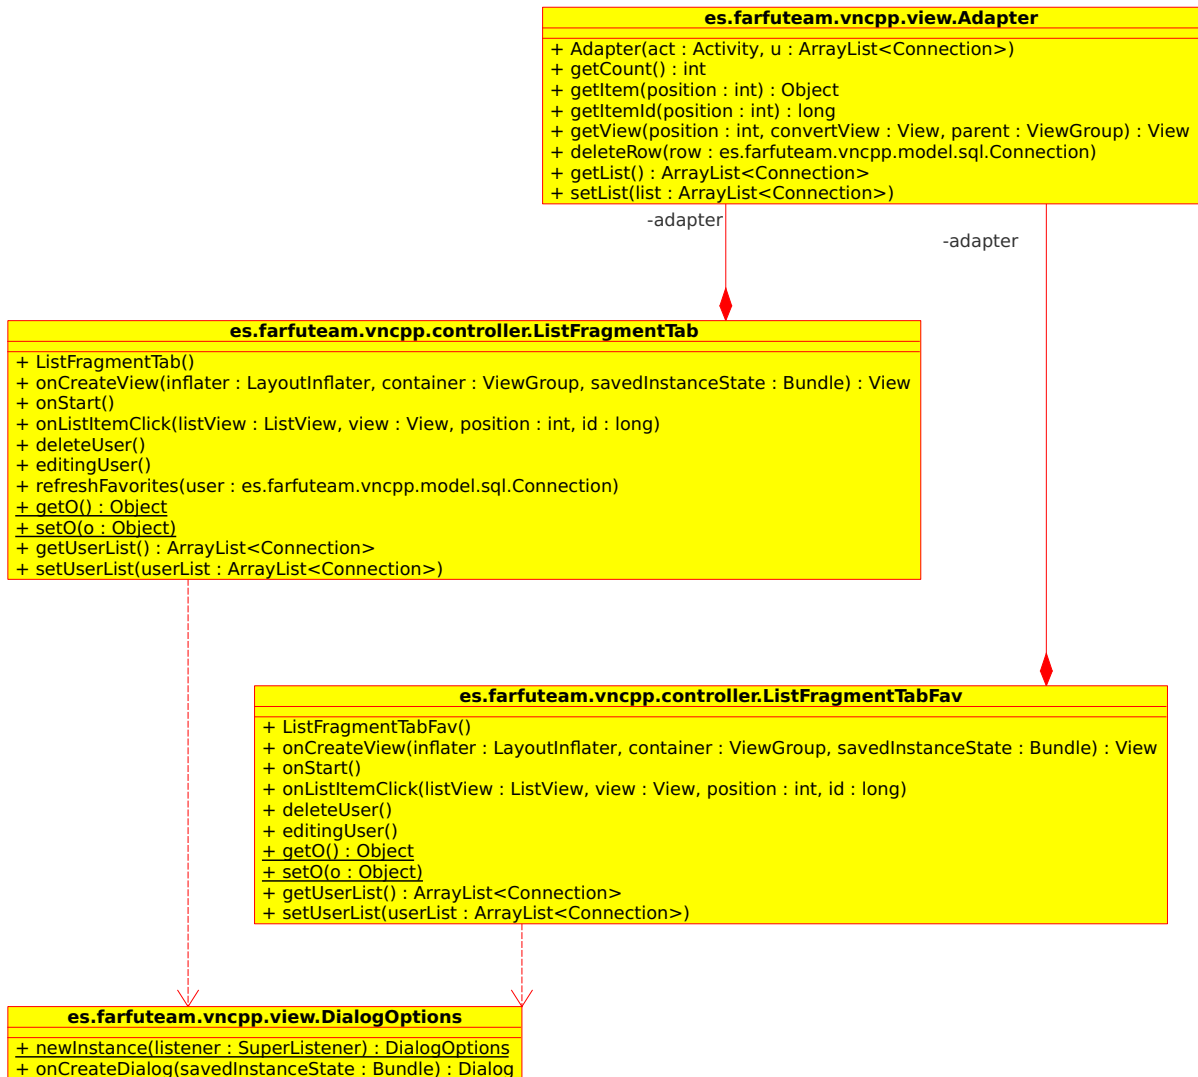 es.farfuteam.vncpp.view.Adapter
+ Adapter(act : Activity, u : ArrayList<Connection>)
+ getCount() : int
+ getItem(position : int) : Object
+ getItemId(position : int) : long
+ getView(position : int, convertView : View, parent : ViewGroup) : View
+ deleteRow(row : es.farfuteam.vncpp.model.sql.Connection)
+ getList() : ArrayList<Connection>
+ setList(list : ArrayList<Connection>)
-adapter
-adapter
es.farfuteam.vncpp.controller.ListFragmentTab
+ ListFragmentTab()
+ onCreateView(inflater : LayoutInflater, container : ViewGroup, savedInstanceState : Bundle) : View
+ onStart()
+ onListItemClick(listView : ListView, view : View, position : int, id : long)
+ deleteUser()
+ editingUser()
+ refreshFavorites(user : es.farfuteam.vncpp.model.sql.Connection)
+ getO() : Object
+ setO(o : Object)
+ getUserList() : ArrayList<Connection>
+ setUserList(userList : ArrayList<Connection>)
es.farfuteam.vncpp.controller.ListFragmentTabFav
+ ListFragmentTabFav()
+ onCreateView(inflater : LayoutInflater, container : ViewGroup, savedInstanceState : Bundle) : View
+ onStart()
+ onListItemClick(listView : ListView, view : View, position : int, id : long)
+ deleteUser()
+ editingUser()
+ getO() : Object
+ setO(o : Object)
+ getUserList() : ArrayList<Connection>
+ setUserList(userList : ArrayList<Connection>)
es.farfuteam.vncpp.view.DialogOptions
+ newInstance(listener : SuperListener) : DialogOptions
+ onCreateDialog(savedInstanceState : Bundle) : Dialog